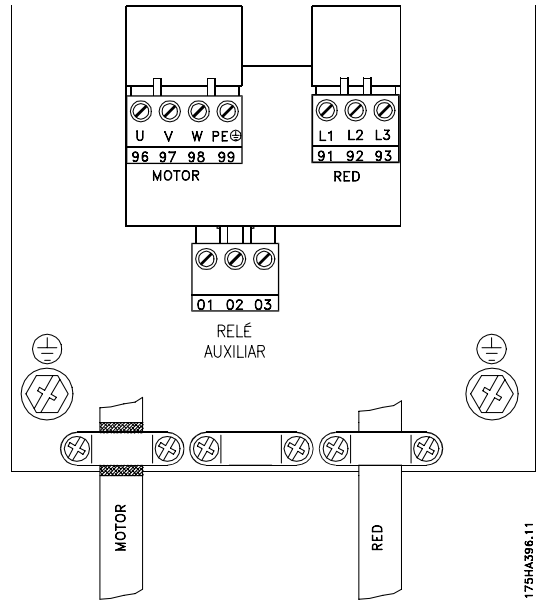 U V W PE
96 97 98 99
MOTOR
L1 L2 L3
91 92 93
RED
01 02 03
RELÉ
AUXILIAR
MOTOR
RED
175HA396.11